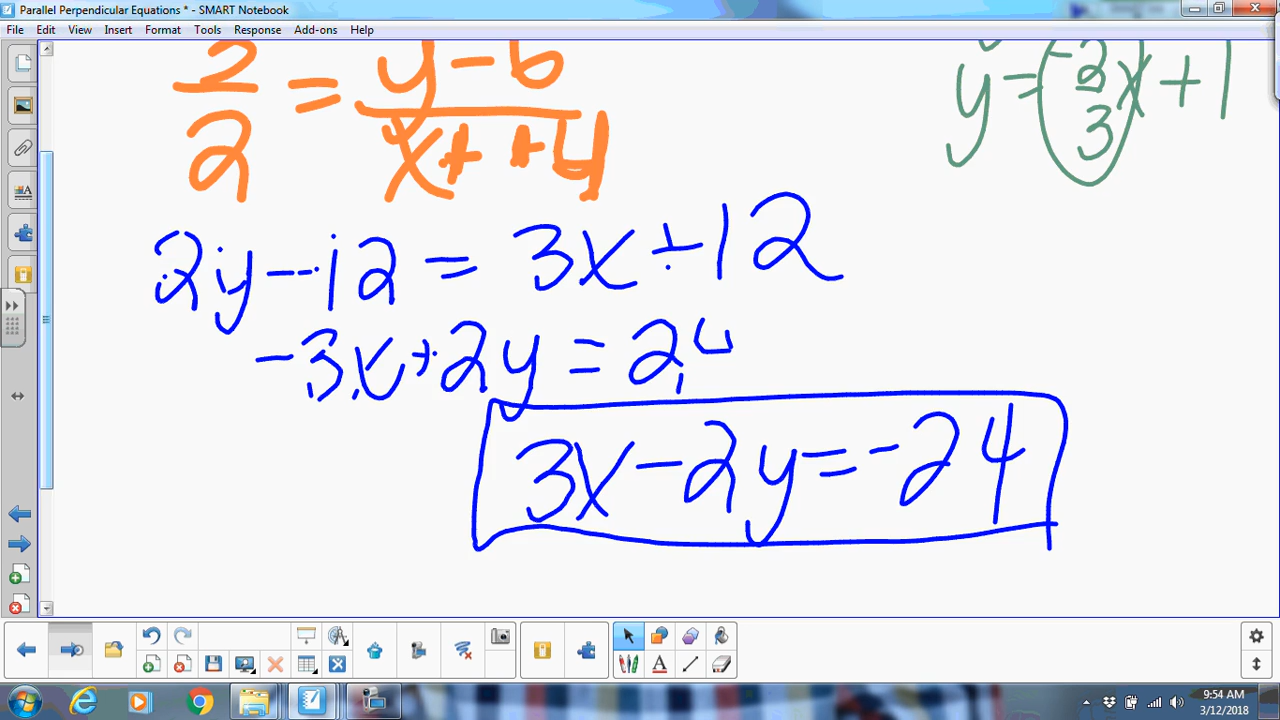 Parallel Perpendicular Equations * - SMART Notebook
File Edit View Insert Format Tools Response Add-ons Help
2/2 = y-6/x++4
y=(-2/3)x+1
2y--12 = 3x+12
-3x+2y=24
3x-2y=-24
9:54 AM
3/12/2018